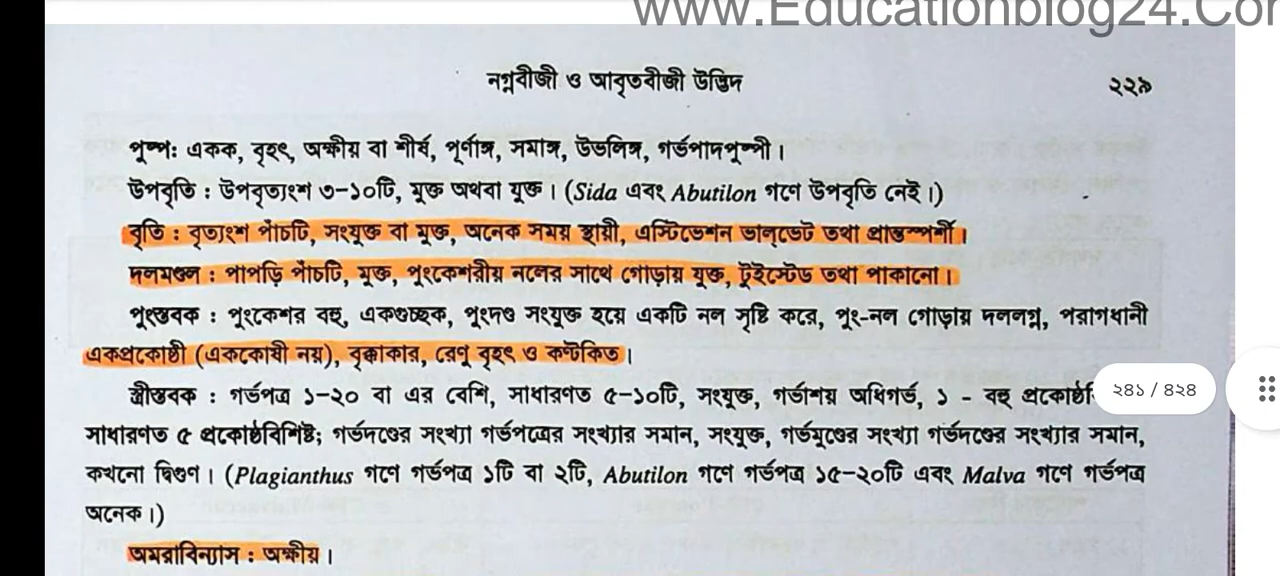 www.Educationblog24.Cor
নগ্নবীজী ও আবৃতবীজী উদ্ভিদ ২২৯
পুষ্প: একক, বৃহৎ, অক্ষীয় বা শীর্ষ, পূর্ণাঙ্গ, সমাঙ্গ, উভলিঙ্গ, গর্ভপাদপুষ্পী।
উপবৃতি : উপবৃত্যংশ ৩-১০টি, মুক্ত অথবা যুক্ত। (Sida এবং Abutilon গণে উপবৃতি নেই।)
বৃতি : বৃত্যংশ পাঁচটি, সংযুক্ত বা মুক্ত, অনেক সময় স্থায়ী, এস্টিভেশন ভাল্‌ভেট তথা প্রান্তস্পর্শী।
দলমণ্ডল : পাপড়ি পাঁচটি, মুক্ত, পুংকেশরীয় নলের সাথে গোড়ায় যুক্ত, টুইস্টেড তথা পাকানো।
পুংস্তবক : পুংকেশর বহু, একগুচ্ছক, পুংদণ্ড সংযুক্ত হয়ে একটি নল সৃষ্টি করে, পুং-নল গোড়ায় দললগ্ন, পরাগধানী
একপ্রকোষ্ঠী (এককোষী নয়), বৃক্কাকার, রেণু বৃহৎ ও কণ্টকিত।
স্ত্রীস্তবক : গর্ভপত্র ১-২০ বা এর বেশি, সাধারণত ৫-১০টি, সংযুক্ত, গর্ভাশয় অধিগর্ভ, ১ - বহু প্রকোষ্ঠবি
সাধারণত ৫ প্রকোষ্ঠবিশিষ্ট; গর্ভদণ্ডের সংখ্যা গর্ভপত্রের সংখ্যার সমান, সংযুক্ত, গর্ভমুণ্ডের সংখ্যা গর্ভদণ্ডের সংখ্যার সমান,
কখনো দ্বিগুণ। (Plagianthus গণে গর্ভপত্র ১টি বা ২টি, Abutilon গণে গর্ভপত্র ১৫-২০টি এবং Malva গণে গর্ভপত্র
অনেক।)
অমরাবিন্যাস : অক্ষীয়।
২৪১ / ৪২৪